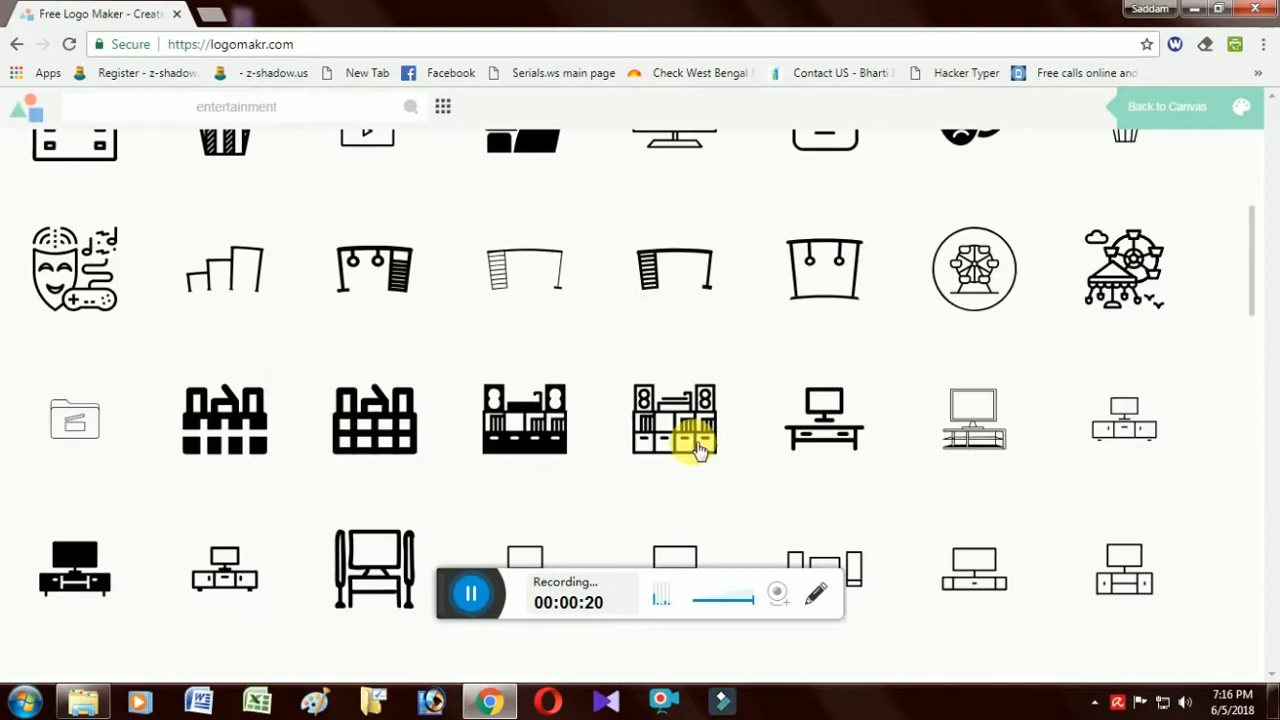 Free Logo Maker - Create
Saddam
Secure
https://logomakr.com
Apps
Register - z-shadow.
- z-shadow.us
New Tab
Facebook
Serials.ws main page
Check West Bengal
Contact US - Bharti
Hacker Typer
Free calls online and
»
entertainment
Back to Canvas
Recording...
00:00:20
7:16 PM
6/5/2018